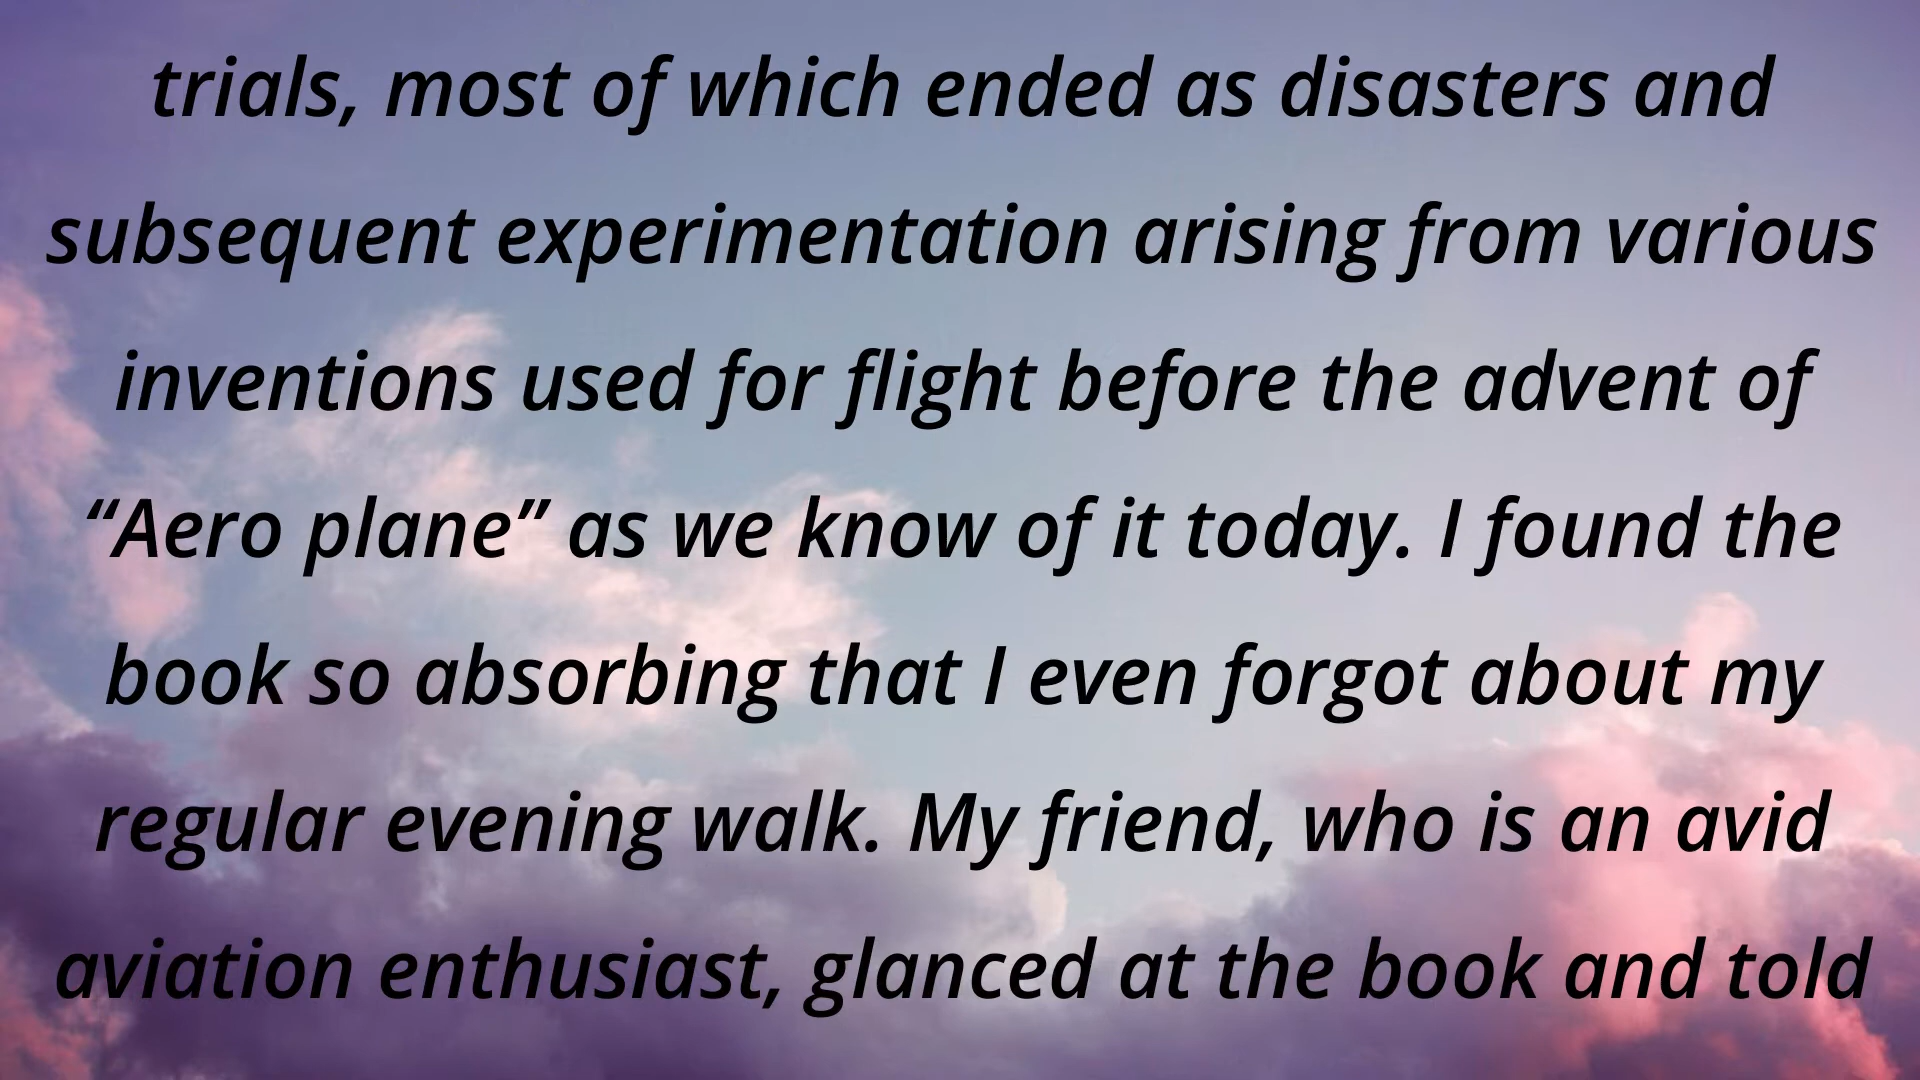 trials, most of which ended as disasters and
subsequent experimentation arising from various
inventions used for flight before the advent of
“Aero plane” as we know of it today. I found the
book so absorbing that I even forgot about my
regular evening walk. My friend, who is an avid
aviation enthusiast, glanced at the book and told